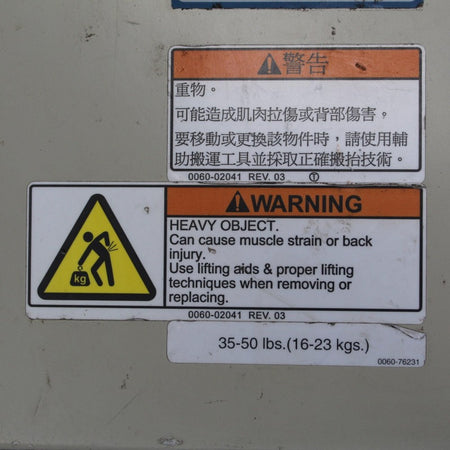 警告
重物。
可能造成肌肉拉傷或背部傷害。
要移動或更換該物件時，請使用輔
助搬運工具並採取正確搬抬技術。
0060-02041 REV. 03 T
WARNING
HEAVY OBJECT.
Can cause muscle strain or back
injury.
Use lifting aids & proper lifting
techniques when removing or
replacing.
kg
0060-02041 REV. 03
35-50 lbs.(16-23 kgs.)
0060-76231